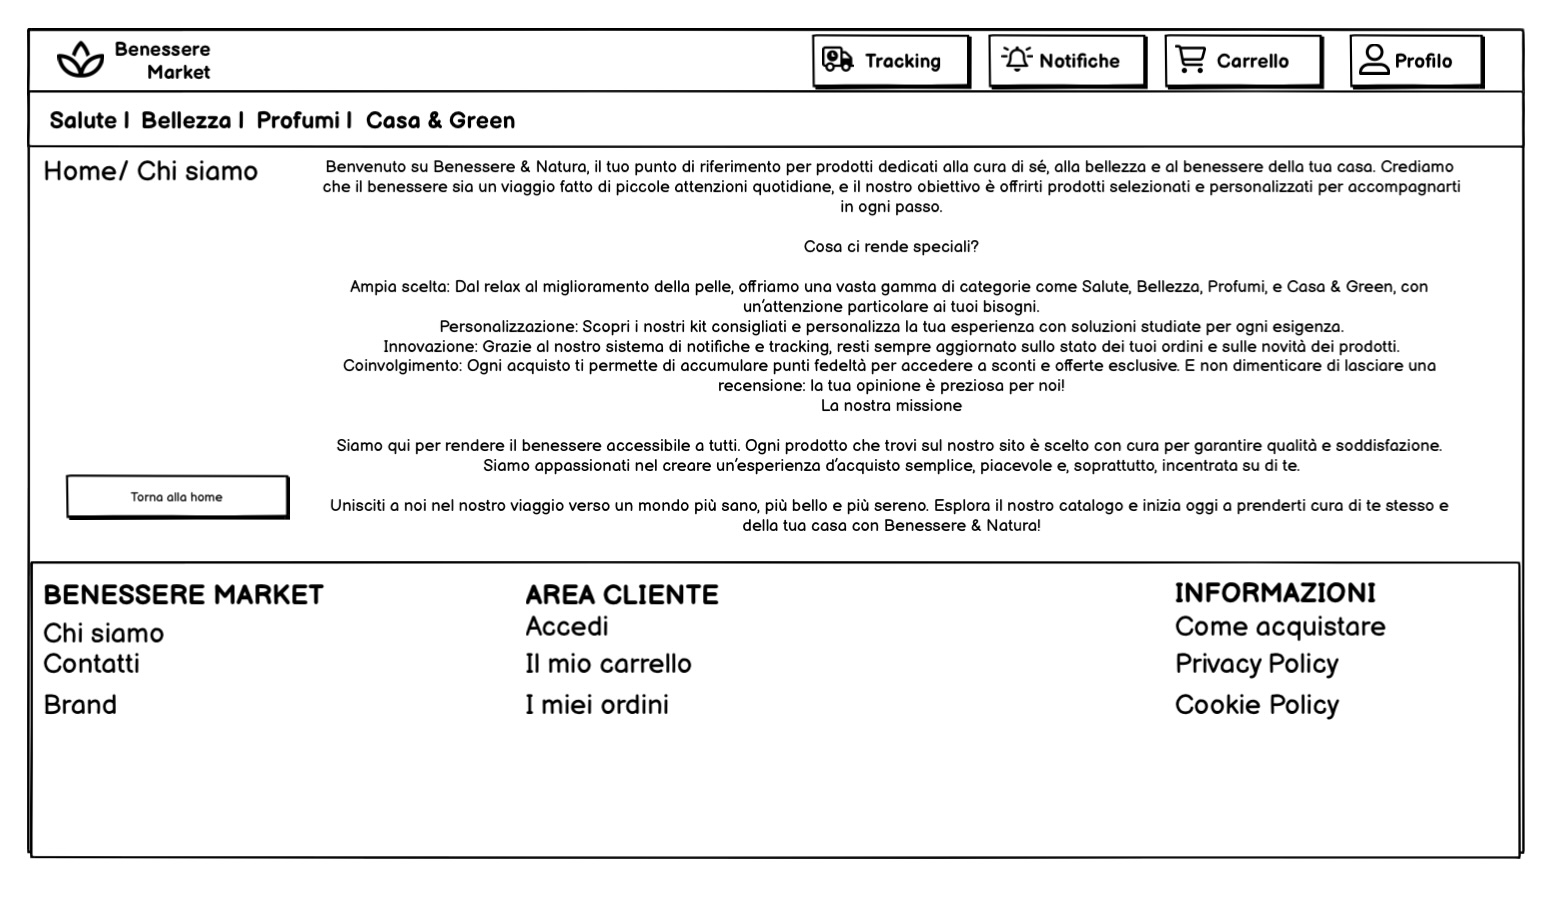 Benessere
Market
Tracking
Notifiche
Carrello
Profilo
Salute | Bellezza | Profumi | Casa & Green
Home/ Chi siamo
Benvenuto su Benessere & Natura, il tuo punto di riferimento per prodotti dedicati alla cura di sé, alla bellezza e al benessere della tua casa. Crediamo
che il benessere sia un viaggio fatto di piccole attenzioni quotidiane, e il nostro obiettivo è offrirti prodotti selezionati e personalizzati per accompagnarti
in ogni passo.
Cosa ci rende speciali?
Ampia scelta: Dal relax al miglioramento della pelle, offriamo una vasta gamma di categorie come Salute, Bellezza, Profumi, e Casa & Green, con
un'attenzione particolare ai tuoi bisogni.
Personalizzazione: Scopri i nostri kit consigliati e personalizza la tua esperienza con soluzioni studiate per ogni esigenza.
Innovazione: Grazie al nostro sistema di notifiche e tracking, resti sempre aggiornato sullo stato dei tuoi ordini e sulle novità dei prodotti.
Coinvolgimento: Ogni acquisto ti permette di accumulare punti fedeltà per accedere a sconti e offerte esclusive. E non dimenticare di lasciare una
recensione: la tua opinione è preziosa per noi!
La nostra missione
Siamo qui per rendere il benessere accessibile a tutti. Ogni prodotto che trovi sul nostro sito è scelto con cura per garantire qualità e soddisfazione.
Siamo appassionati nel creare un'esperienza d'acquisto semplice, piacevole e, soprattutto, incentrata su di te.
Unisciti a noi nel nostro viaggio verso un mondo più sano, più bello e più sereno. Esplora il nostro catalogo e inizia oggi a prenderti cura di te stesso e
della tua casa con Benessere & Natura!
Torna alla home
BENESSERE MARKET
Chi siamo
Contatti
Brand
AREA CLIENTE
Accedi
Il mio carrello
I miei ordini
INFORMAZIONI
Come acquistare
Privacy Policy
Cookie Policy